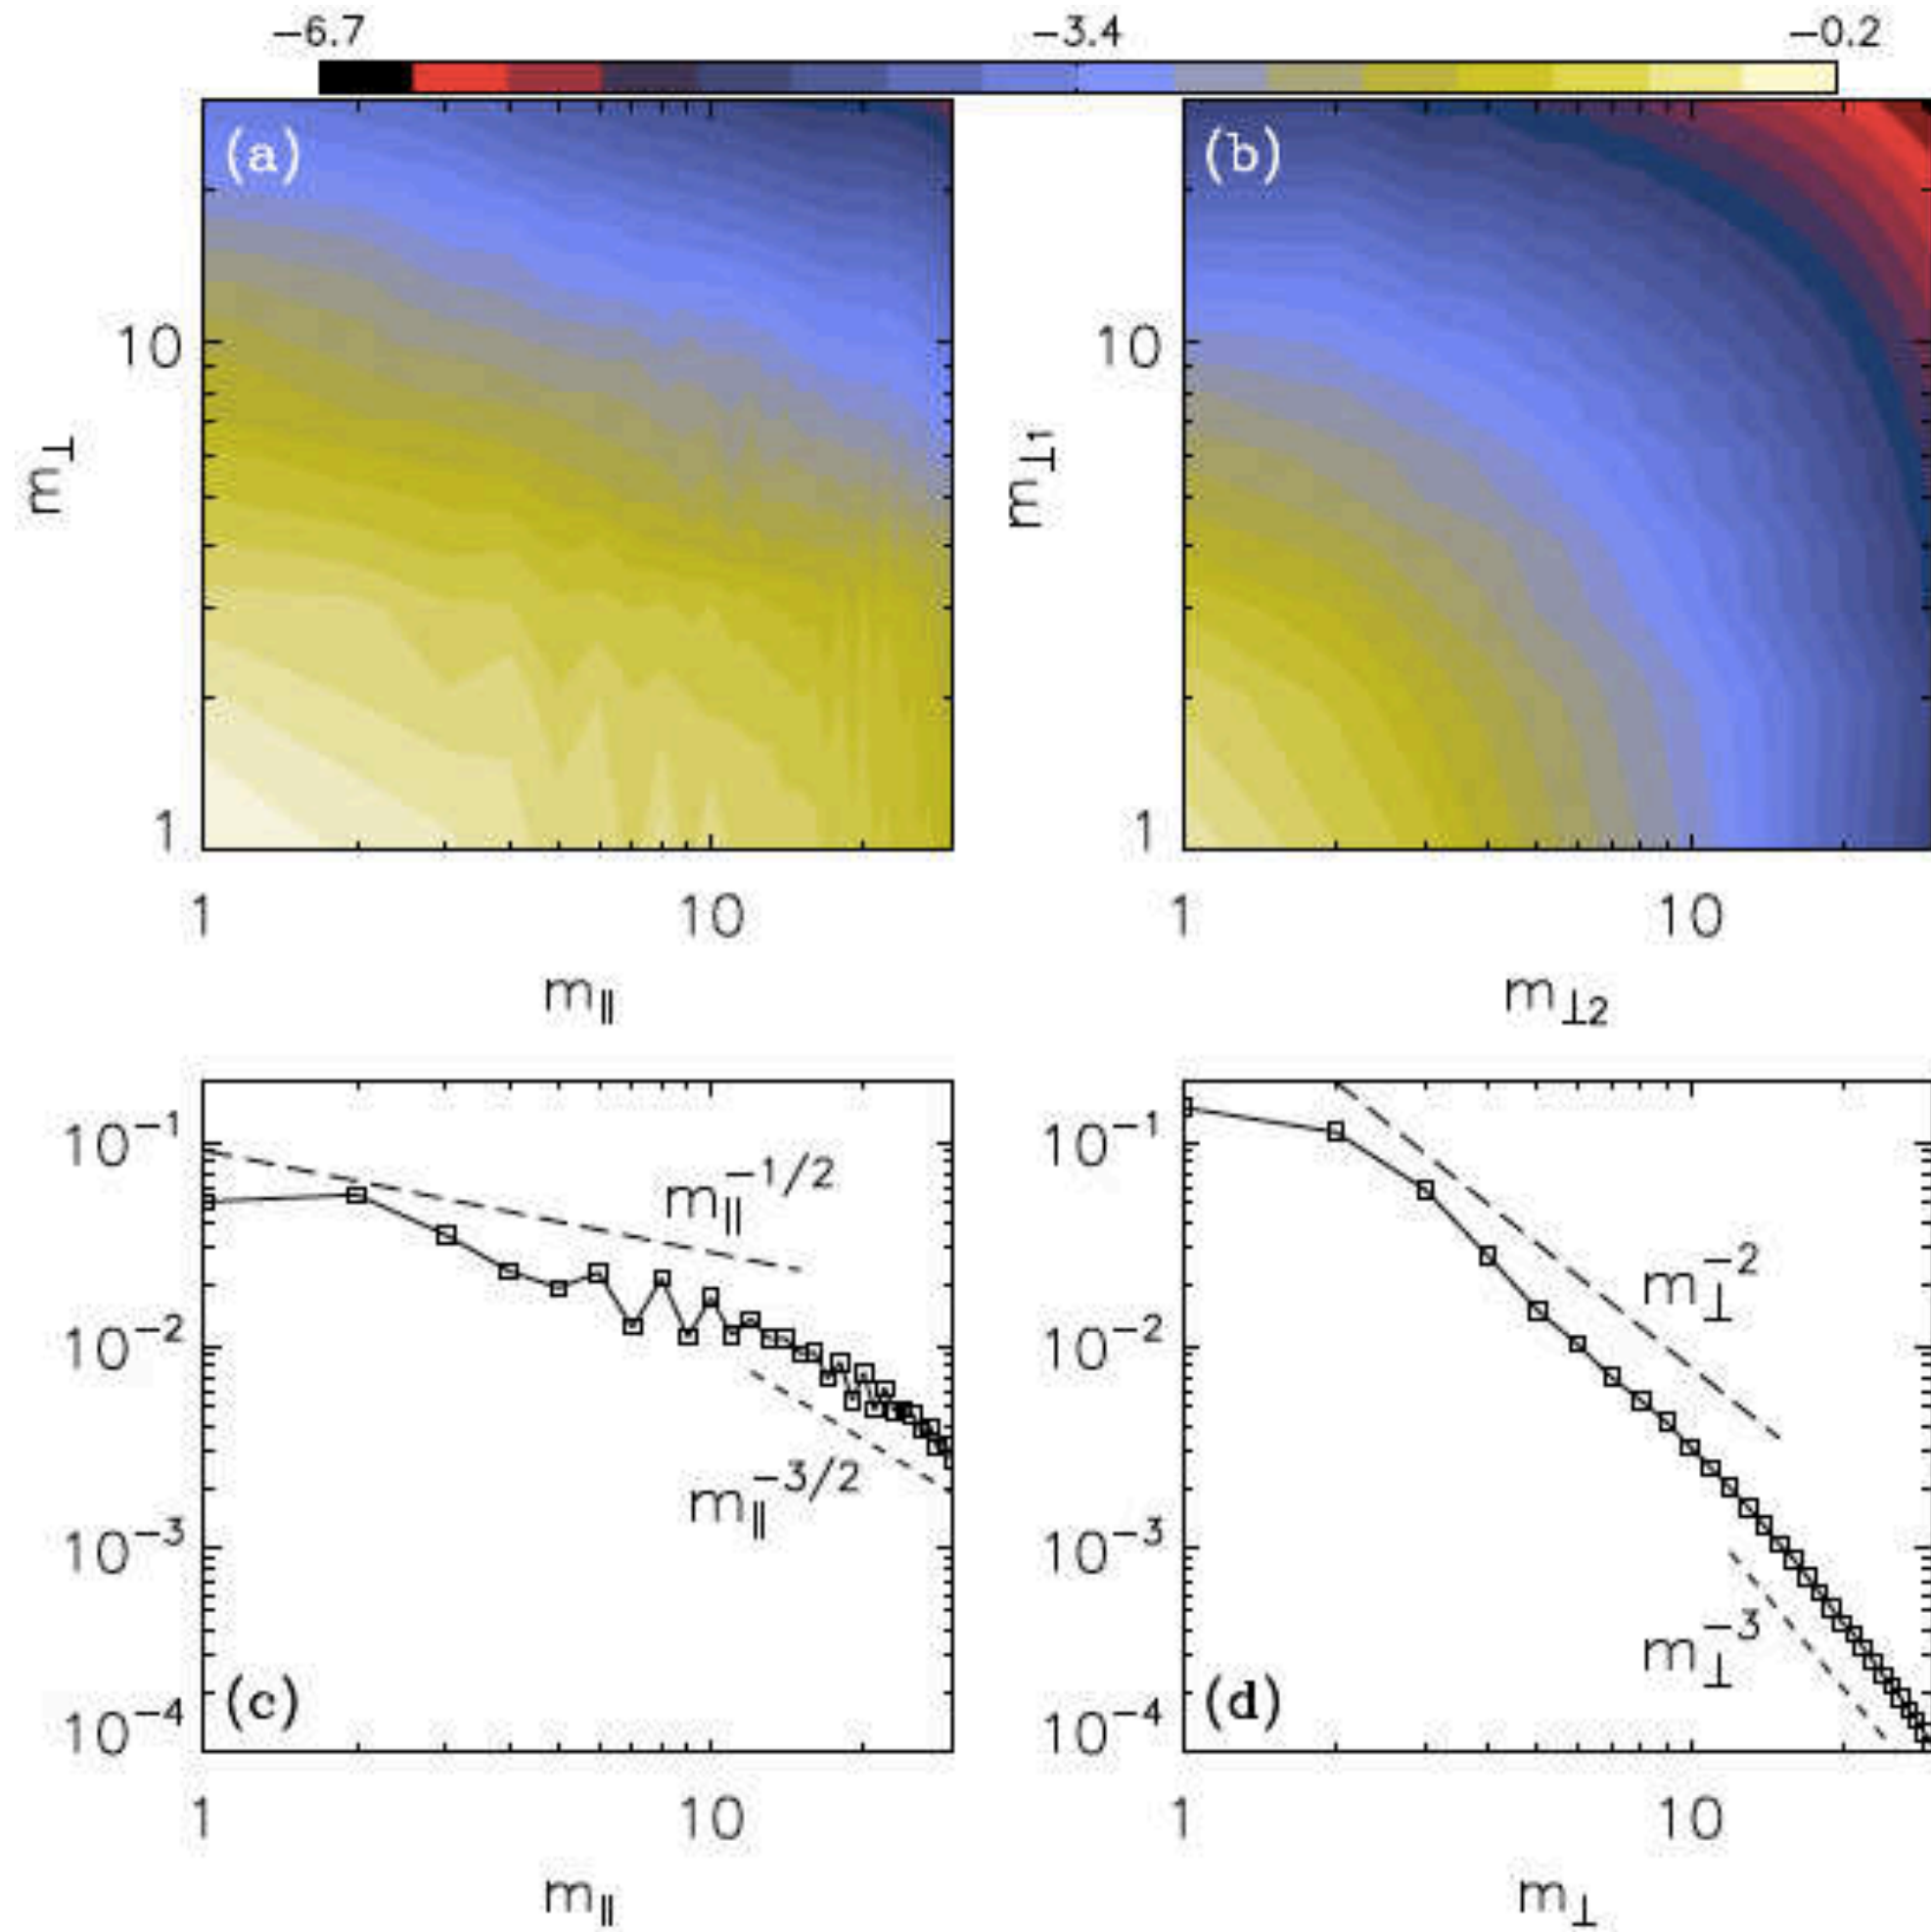 −6.7 −3.4 −0.2
(a) (b)
10 10
m⊥ m⊥1
1 1
1 10 1 10
m∥ m⊥2
10⁻¹ 10⁻¹
m∥⁻¹/² m⊥⁻²
10⁻² 10⁻²
m∥⁻³/²
10⁻³ 10⁻³
m⊥⁻³
(c) (d)
10⁻⁴ 10⁻⁴
1 10 1 10
m∥ m⊥